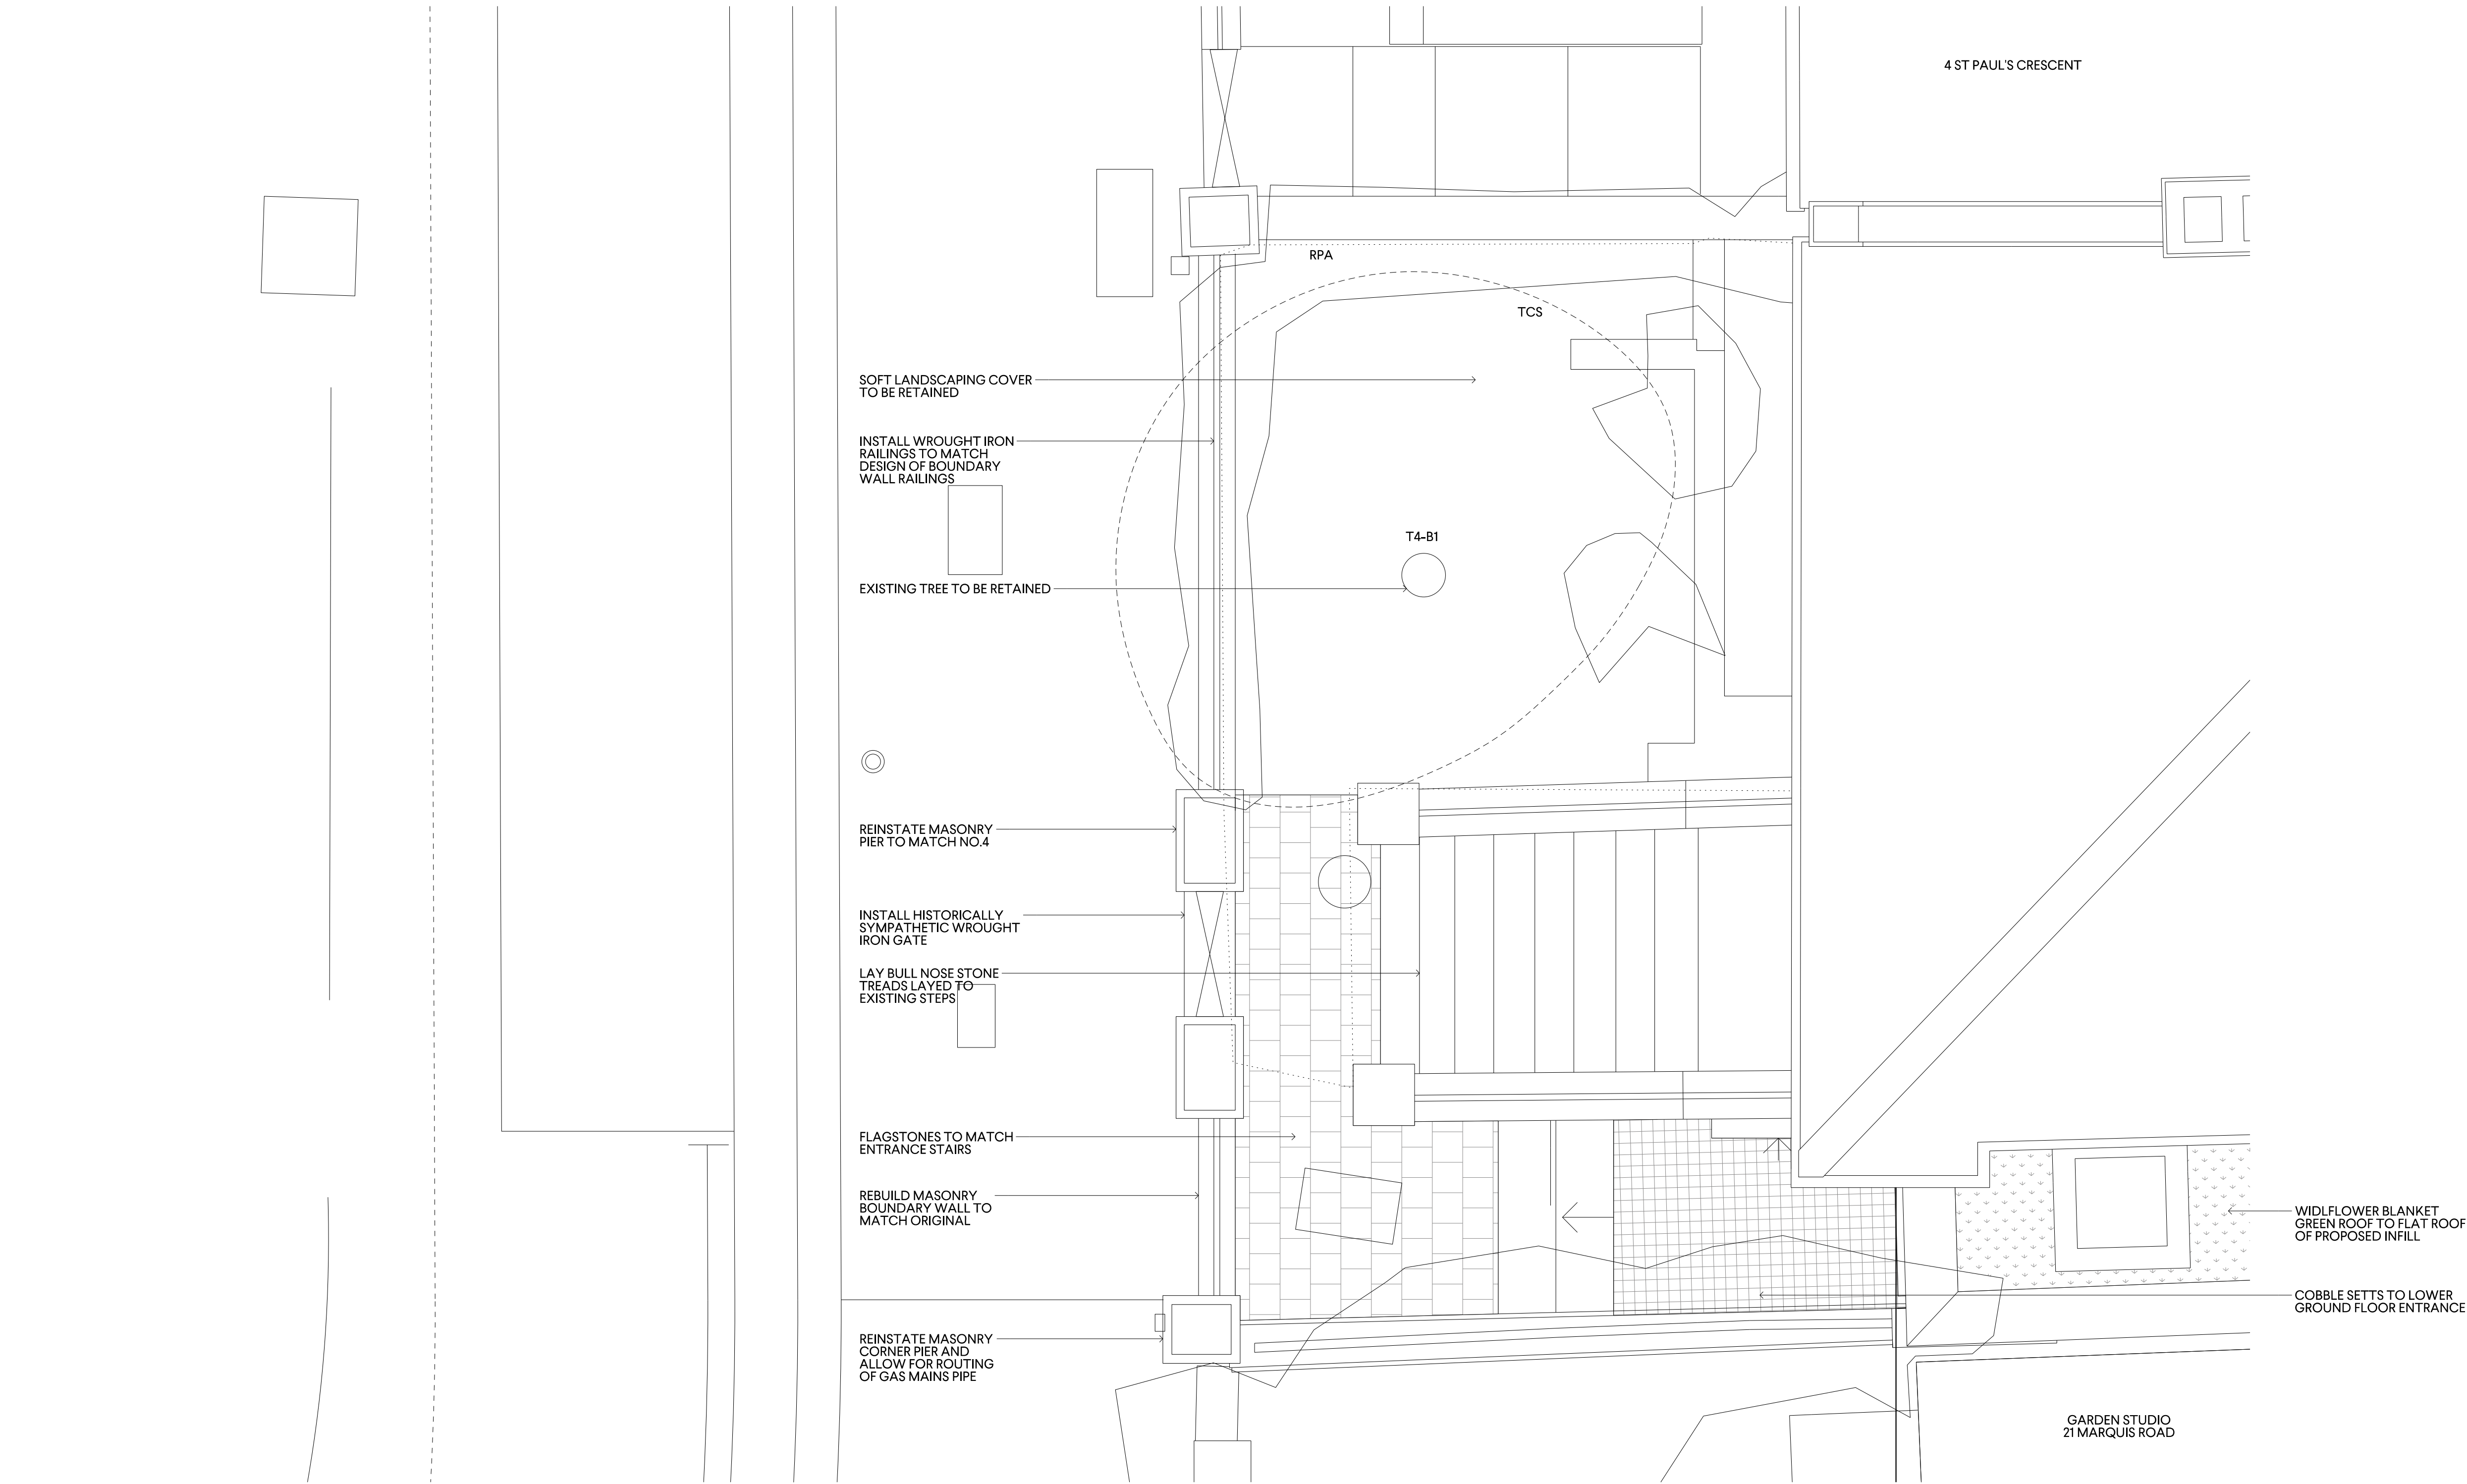 4 ST PAUL'S CRESCENT
RPA
TCS
SOFT LANDSCAPING COVER
TO BE RETAINED
INSTALL WROUGHT IRON
RAILINGS TO MATCH
DESIGN OF BOUNDARY
WALL RAILINGS
T4-B1
EXISTING TREE TO BE RETAINED
REINSTATE MASONRY
PIER TO MATCH NO.4
INSTALL HISTORICALLY
SYMPATHETIC WROUGHT
IRON GATE
LAY BULL NOSE STONE
TREADS LAYED TO
EXISTING STEPS
FLAGSTONES TO MATCH
ENTRANCE STAIRS
REBUILD MASONRY
BOUNDARY WALL TO
MATCH ORIGINAL
WIDLFLOWER BLANKET
GREEN ROOF TO FLAT ROOF
OF PROPOSED INFILL
COBBLE SETTS TO LOWER
GROUND FLOOR ENTRANCE
REINSTATE MASONRY
CORNER PIER AND
ALLOW FOR ROUTING
OF GAS MAINS PIPE
GARDEN STUDIO
21 MARQUIS ROAD